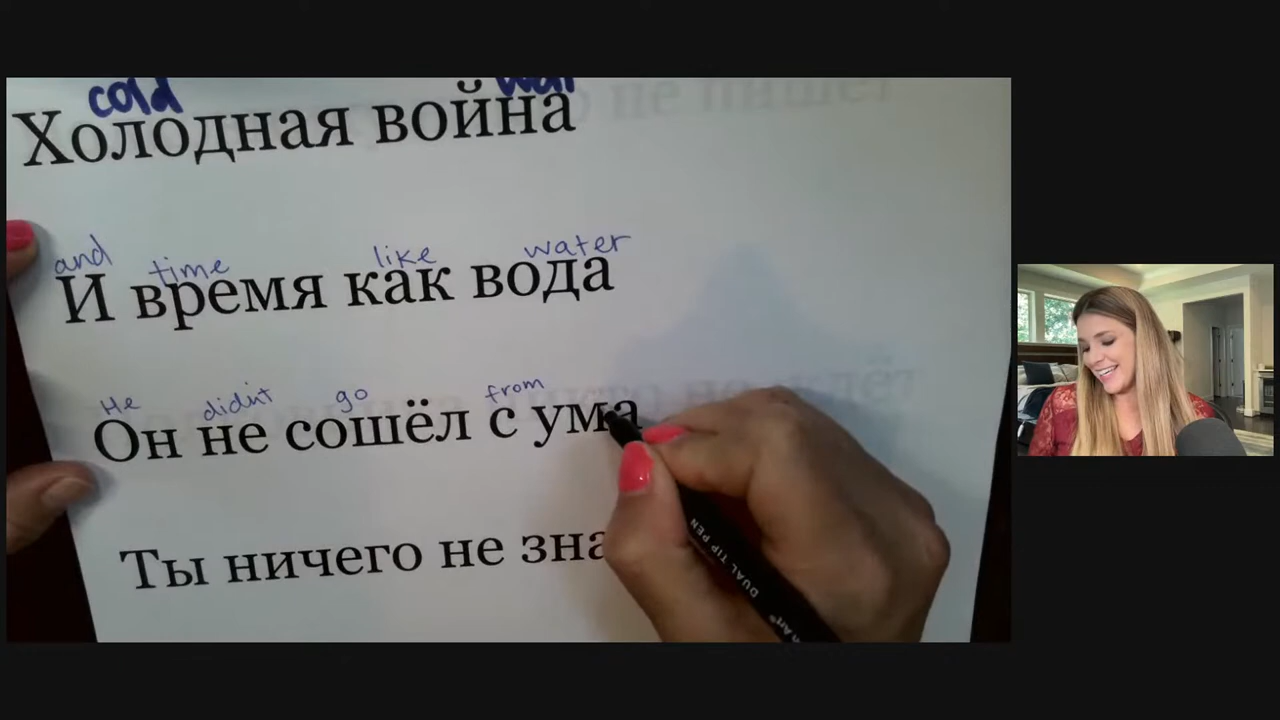 cold war
Холодная война
and time like water
И время как вода
He didn't go from
Он не сошёл с ума
Ты ничего не зна
DUAL TIP PEN